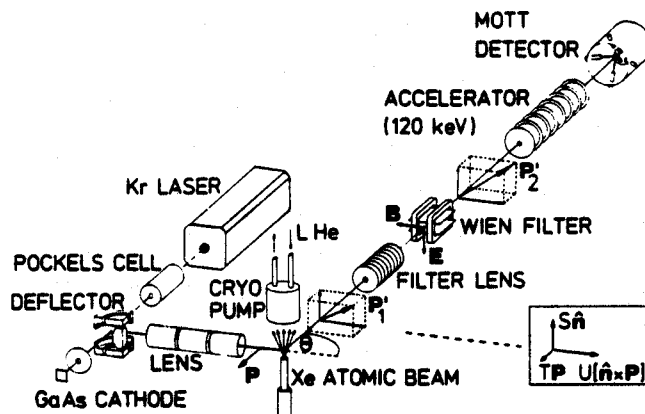 MOTT
DETECTOR
ACCELERATOR
(120 keV)
P'2
Kr LASER
B
WIEN FILTER
E
L He
POCKELS CELL
CRYO
PUMP
FILTER LENS
DEFLECTOR
P'1
Sn̂
LENS
θ
P
TP U[n̂×P]
Xe ATOMIC BEAM
GaAs CATHODE